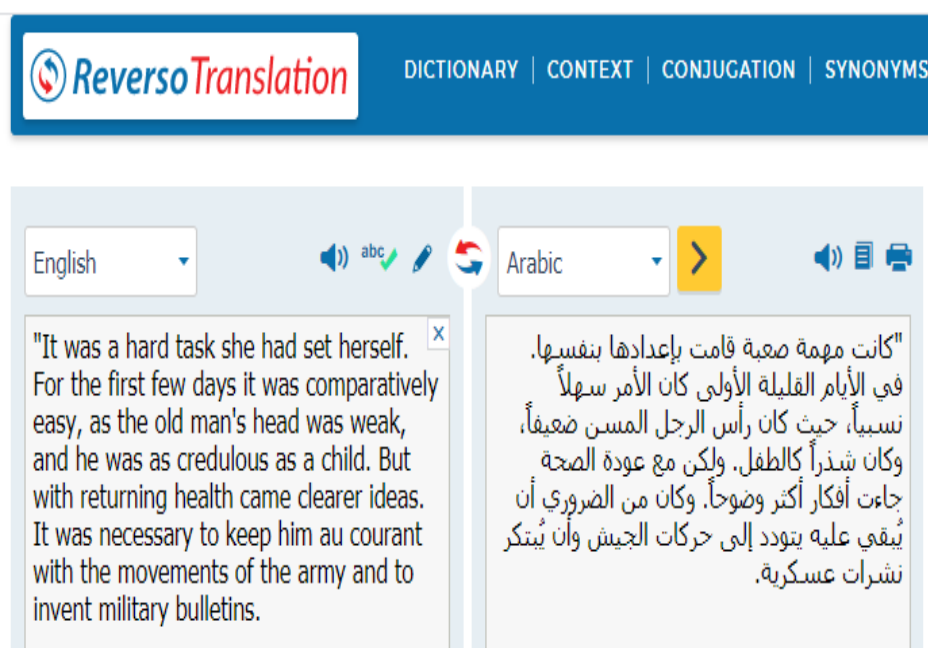 ReversoTranslation
DICTIONARY | CONTEXT | CONJUGATION | SYNONYMS
English
abc
Arabic
"It was a hard task she had set herself.
For the first few days it was comparatively
easy, as the old man's head was weak,
and he was as credulous as a child. But
with returning health came clearer ideas.
It was necessary to keep him au courant
with the movements of the army and to
invent military bulletins.
"كانت مهمة صعبة قامت بإعدادها بنفسها.
في الأيام القليلة الأولى كان الأمر سهلاً
نسبياً، حيث كان رأس الرجل المسن ضعيفاً،
وكان شذراً كالطفل. ولكن مع عودة الصحة
جاءت أفكار أكثر وضوحاً. وكان من الضروري أن
يُبقي عليه يتودد إلى حركات الجيش وأن يُبتكر
نشرات عسكرية.